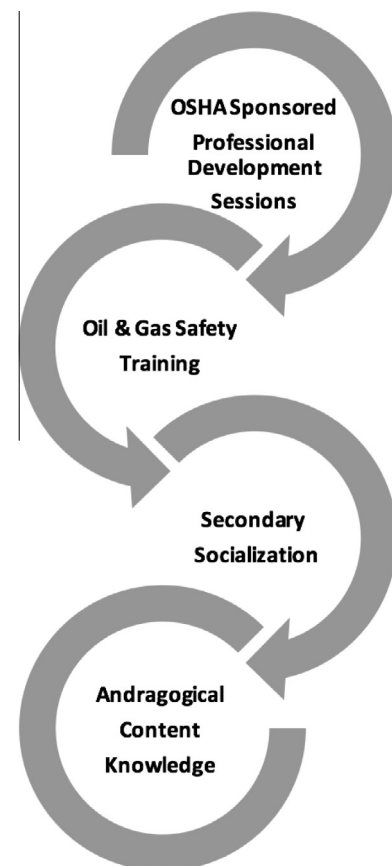 OSHA Sponsored
Professional
Development
Sessions
Oil & Gas Safety
Training
Secondary
Socialization
Andragogical
Content
Knowledge